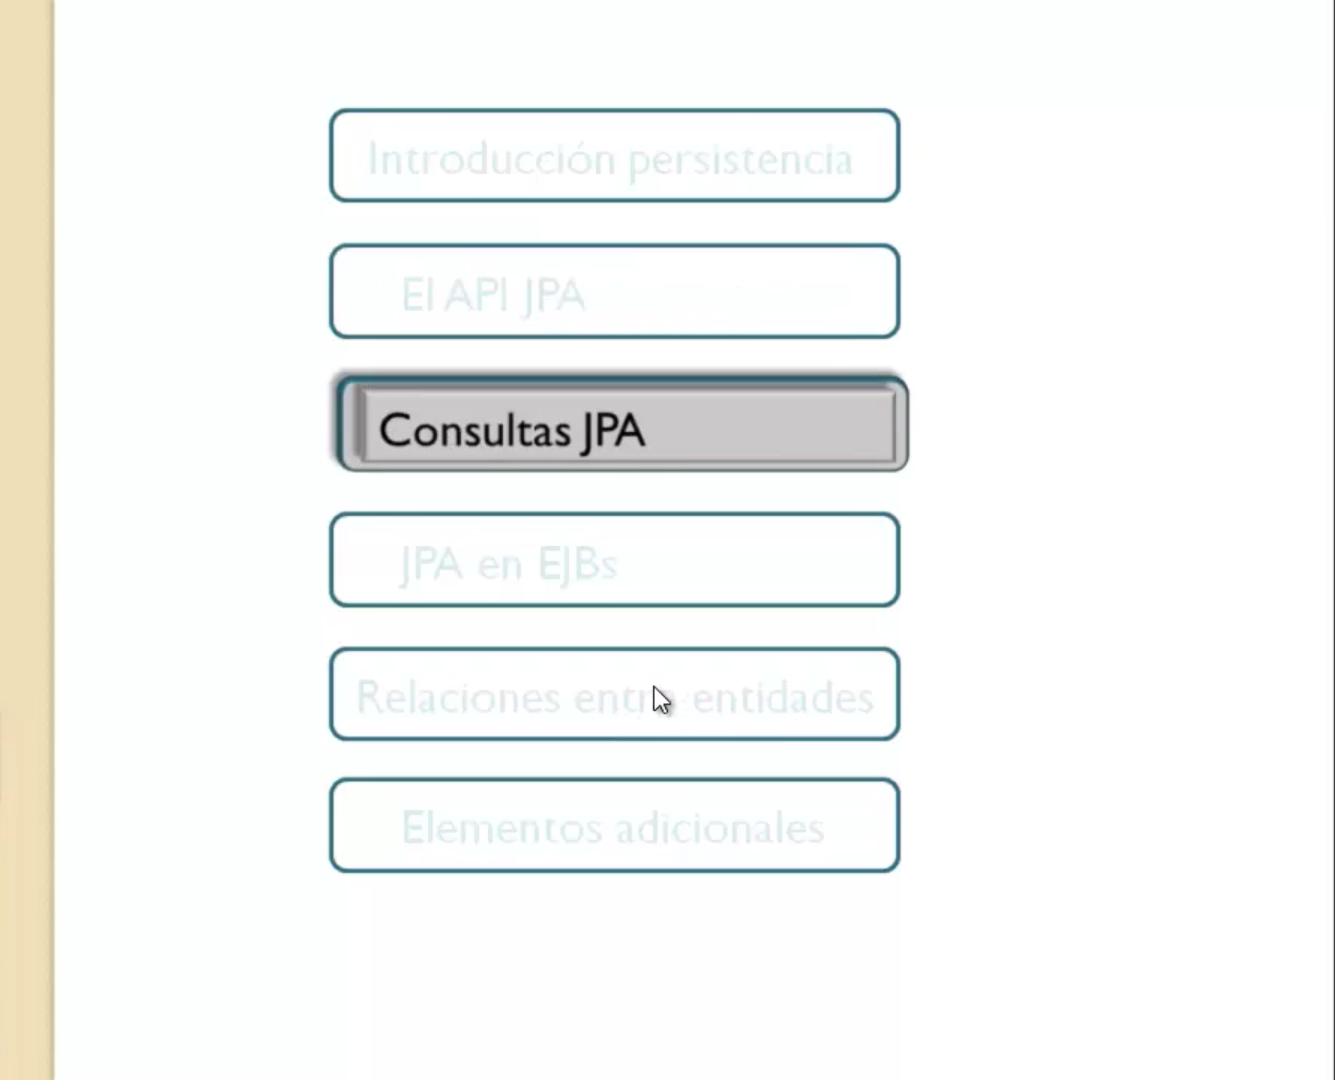 Introducción persistencia
El API JPA
Consultas JPA
JPA en EJBs
Relaciones entre entidades
Elementos adicionales